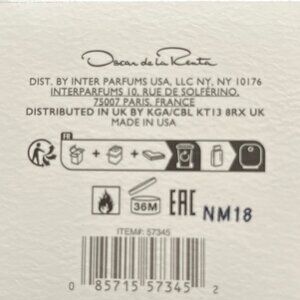 Oscar de la Renta
DIST. BY INTER PARFUMS USA, LLC NY, NY 10176
INTERPARFUMS 10, RUE DE SOLFÉRINO,
75007 PARIS, FRANCE
DISTRIBUTED IN UK BY KGA/CBL KT13 8RX UK
MADE IN USA
FR
36M
EAC
NM18
ITEM#: 57345
0 85715 57345 2